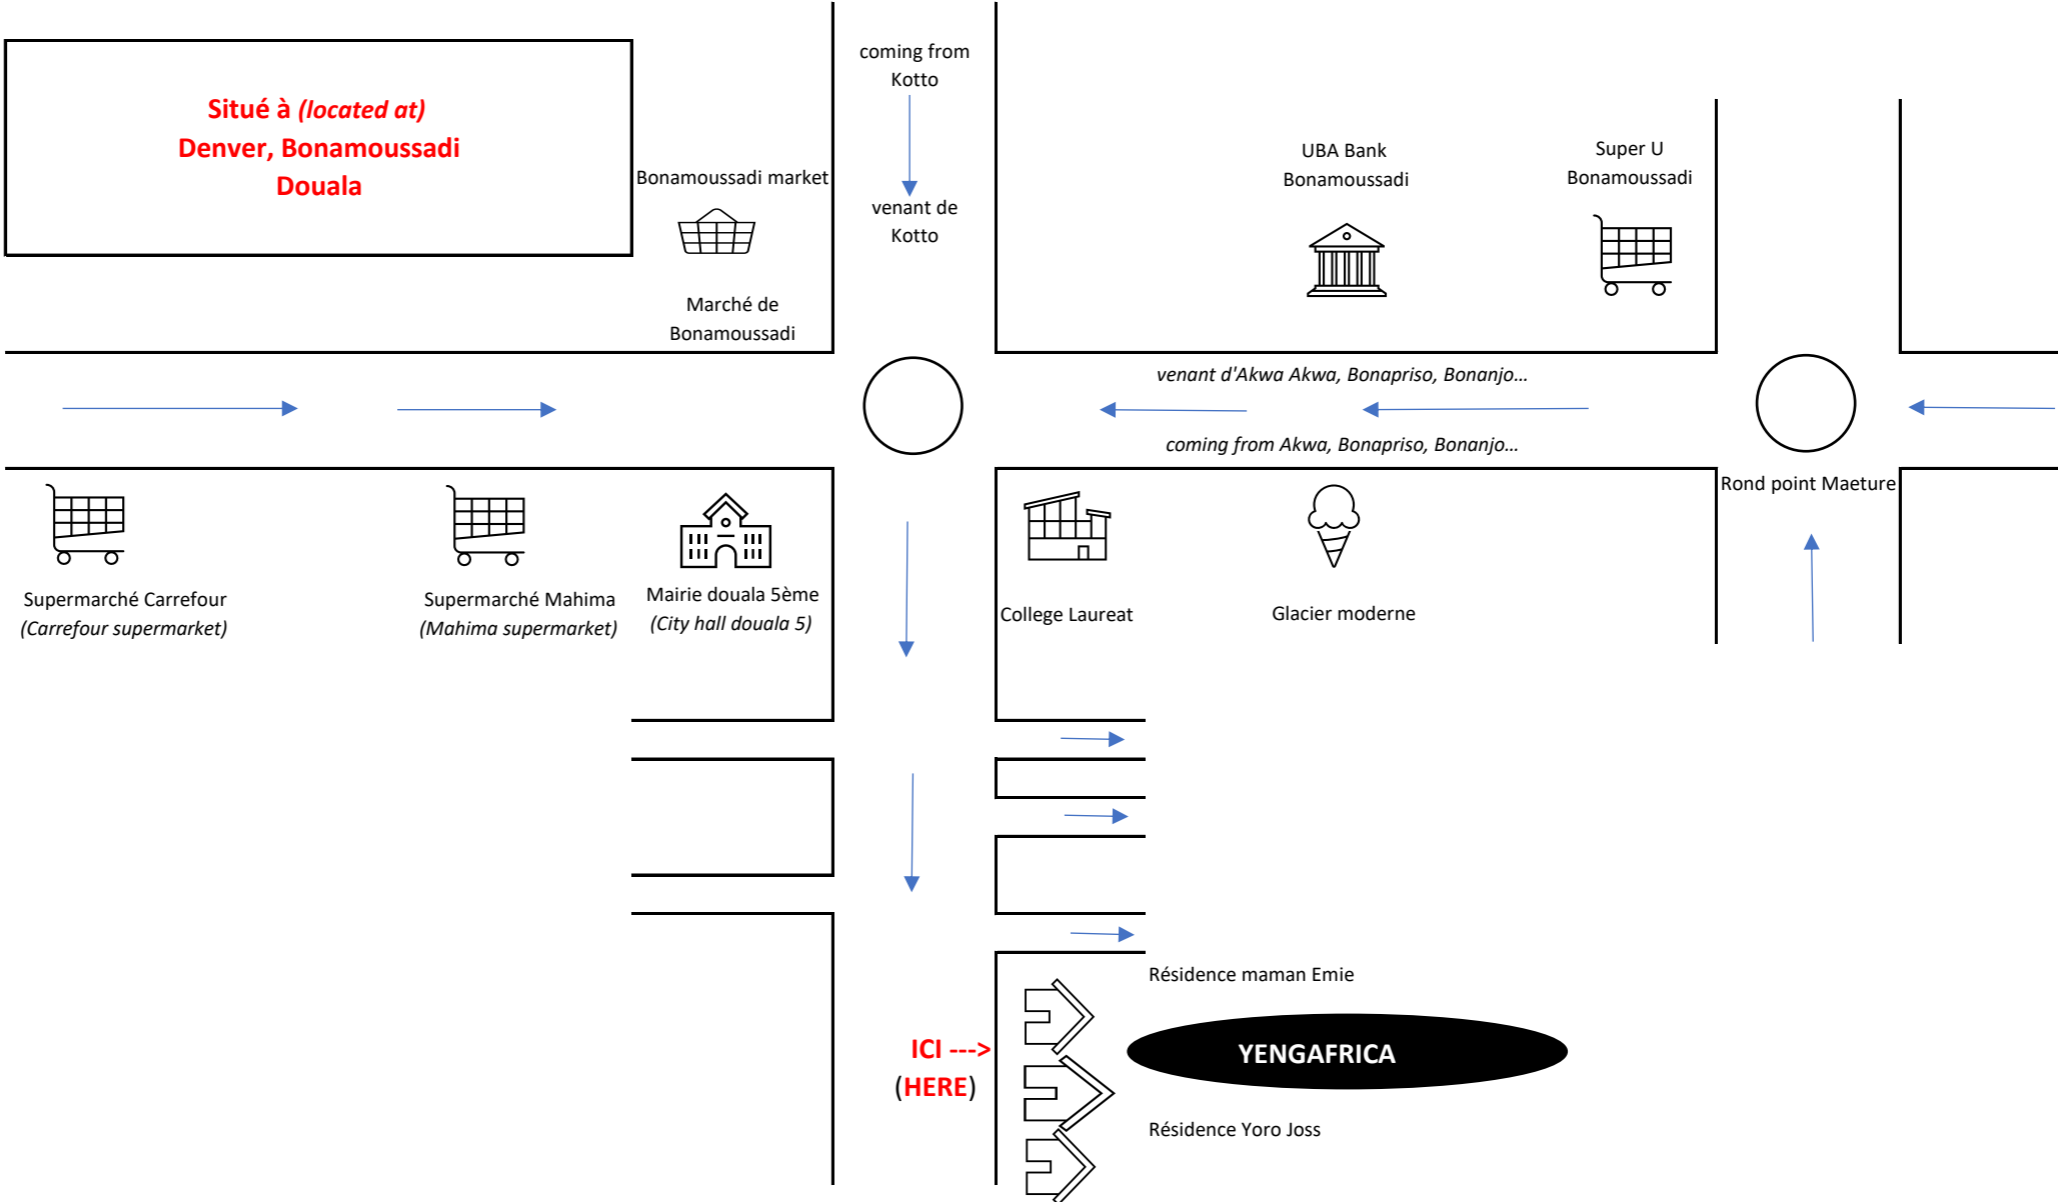 Situé à (located at)
Denver, Bonamoussadi
Douala
Bonamoussadi market
Marché de
Bonamoussadi
coming from
Kotto
venant de
Kotto
UBA Bank
Bonamoussadi
Super U
Bonamoussadi
venant d'Akwa Akwa, Bonapriso, Bonanjo...
coming from Akwa, Bonapriso, Bonanjo...
Rond point Maeture
Supermarché Carrefour
(Carrefour supermarket)
Supermarché Mahima
(Mahima supermarket)
Mairie douala 5ème
(City hall douala 5)
College Laureat
Glacier moderne
Résidence maman Emie
ICI --->
(HERE)
YENGAFRICA
Résidence Yoro Joss